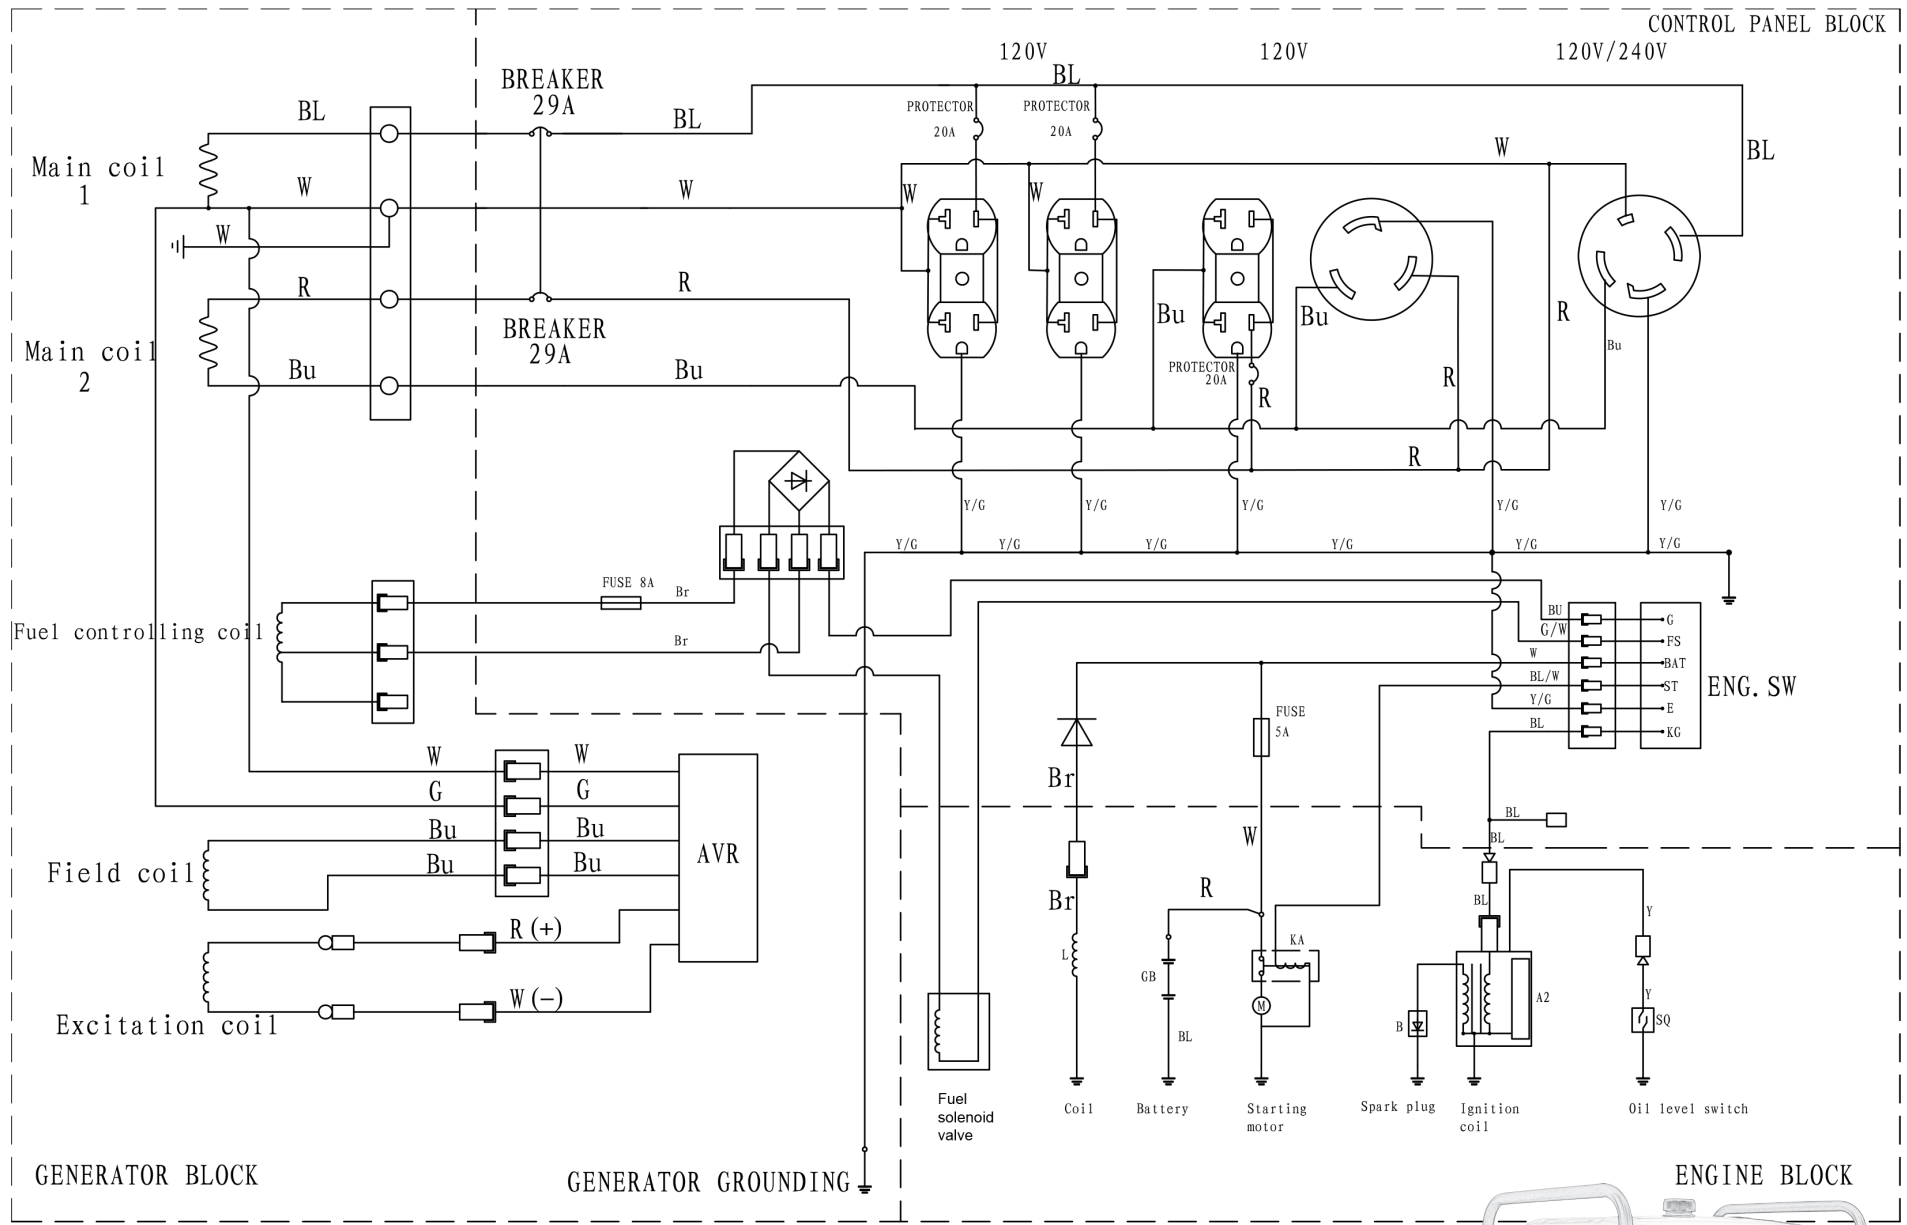 CONTROL PANEL BLOCK
120V
120V
120V/240V
BREAKER
29A
BL
BL
BL
PROTECTOR
20A
PROTECTOR
20A
W
BL
Main coil
1
W
W
W
W
W
R
R
BREAKER
29A
Main coil
2
Bu
Bu
Bu
Bu
R
Bu
PROTECTOR
20A
R
R
R
Y/G
Y/G
Y/G
Y/G
Y/G
Y/G
Y/G
Y/G
Y/G
Y/G
Y/G
FUSE 8A
Br
Br
Fuel controlling coil
BU
G/W
W
BL/W
Y/G
BL
G
FS
BAT
ST
E
KG
ENG.SW
FUSE
5A
W
W
G
G
Bu
Bu
Bu
Bu
AVR
Field coil
R(+)
W(−)
Excitation coil
Br
Br
L
W
R
GB
BL
KA
M
BL
BL
BL
B
A2
Y
Y
SQ
Fuel
solenoid
valve
Coil
Battery
Starting
motor
Spark plug
Ignition
coil
Oil level switch
GENERATOR BLOCK
GENERATOR GROUNDING
ENGINE BLOCK